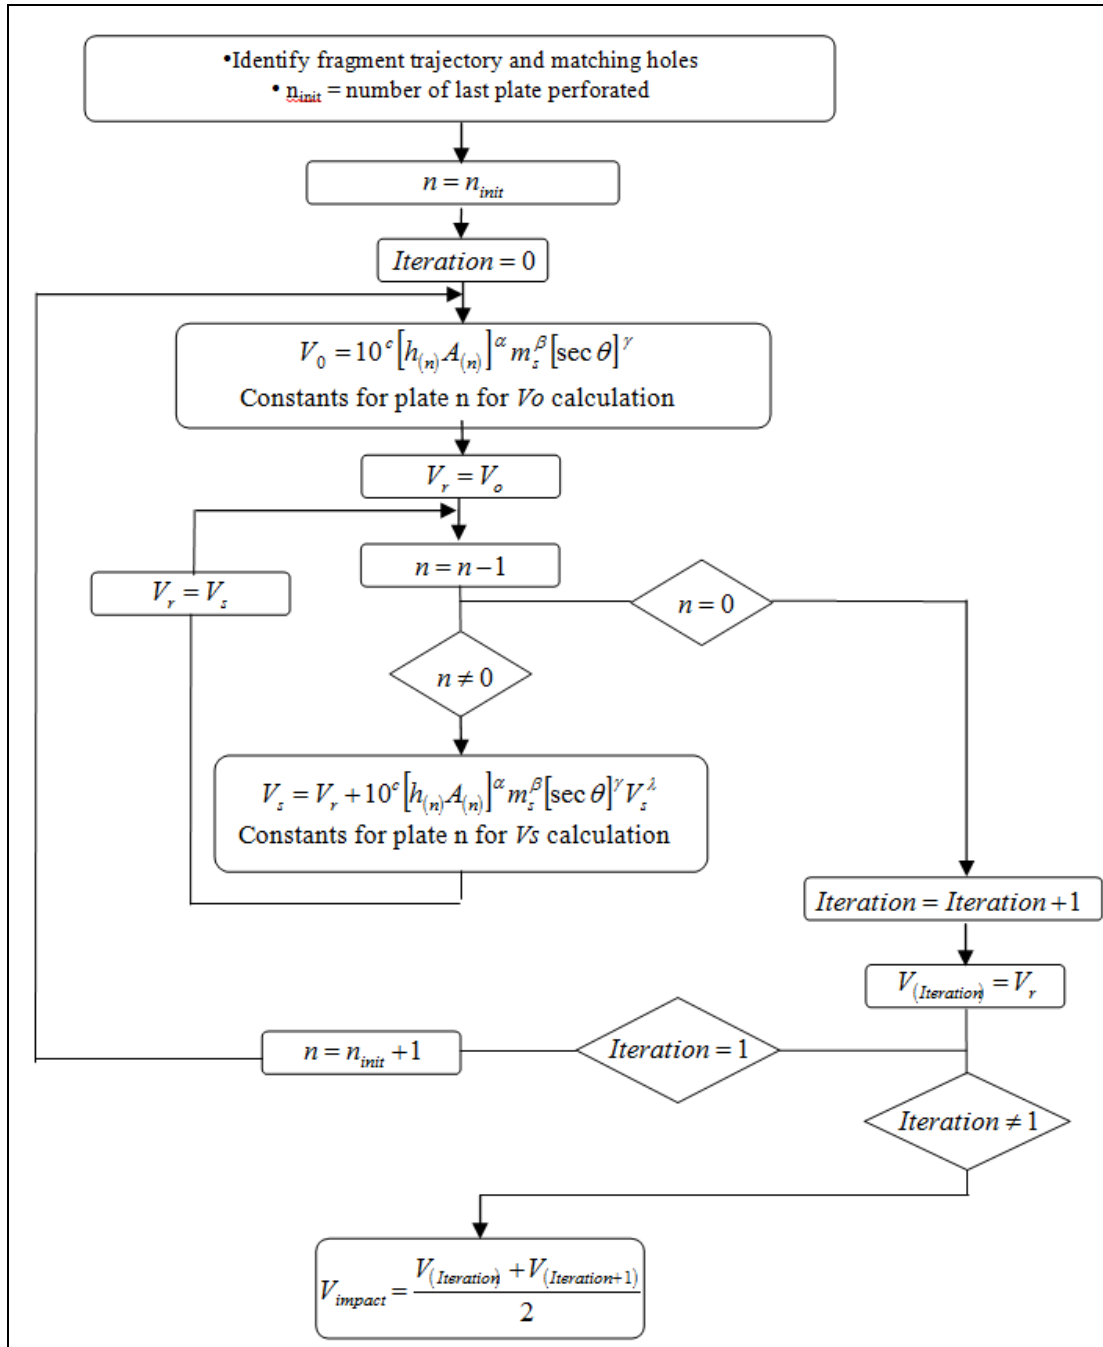 •Identify fragment trajectory and matching holes
• n_init = number of last plate perforated
n = n_init
Iteration = 0
V_0 = 10^c [h_(n) A_(n)]^α m_s^β [sec θ]^γ
Constants for plate n for Vo calculation
V_r = V_o
n = n − 1
V_r = V_s
n = 0
n ≠ 0
V_s = V_r + 10^c [h_(n) A_(n)]^α m_s^β [sec θ]^γ V_s^λ
Constants for plate n for Vs calculation
Iteration = Iteration + 1
V_(Iteration) = V_r
n = n_init + 1
Iteration = 1
Iteration ≠ 1
V_impact = (V_(Iteration) + V_(Iteration+1)) / 2